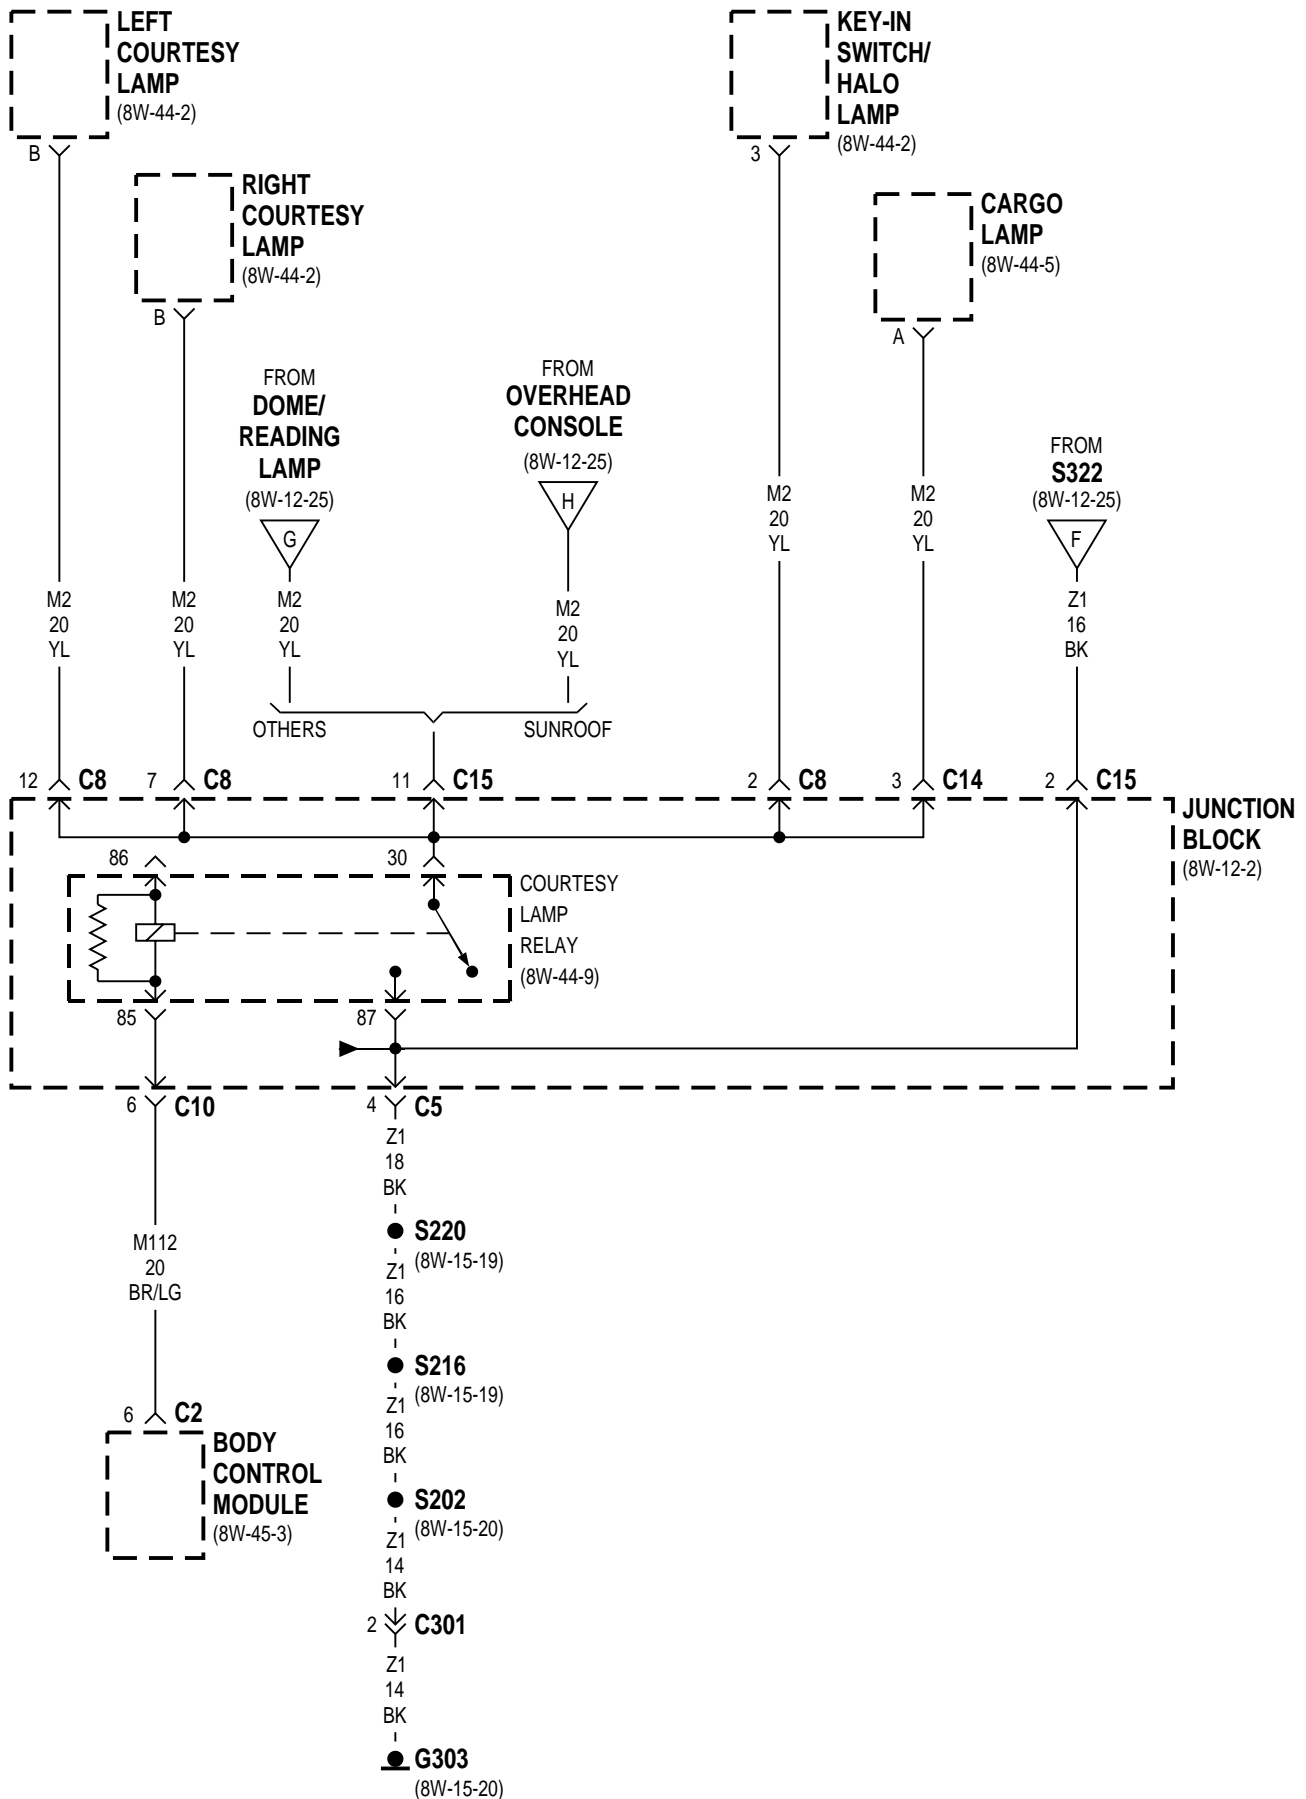 LEFT
COURTESY
LAMP
(8W-44-2)
B
RIGHT
COURTESY
LAMP
(8W-44-2)
B
KEY-IN
SWITCH/
HALO
LAMP
(8W-44-2)
3
CARGO
LAMP
(8W-44-5)
A
FROM
DOME/
READING
LAMP
(8W-12-25)
G
FROM
OVERHEAD
CONSOLE
(8W-12-25)
H
FROM
S322
(8W-12-25)
F
M2
20
YL
M2
20
YL
M2
20
YL
M2
20
YL
M2
20
YL
M2
20
YL
Z1
16
BK
OTHERS
SUNROOF
12 C8
7 C8
11 C15
2 C8
3 C14
2 C15
JUNCTION
BLOCK
(8W-12-2)
86
30
COURTESY
LAMP
RELAY
(8W-44-9)
85
87
6 C10
4 C5
M112
20
BR/LG
6 C2
BODY
CONTROL
MODULE
(8W-45-3)
Z1
18
BK
S220
(8W-15-19)
Z1
16
BK
S216
(8W-15-19)
Z1
16
BK
S202
(8W-15-20)
Z1
14
BK
2 C301
Z1
14
BK
G303
(8W-15-20)